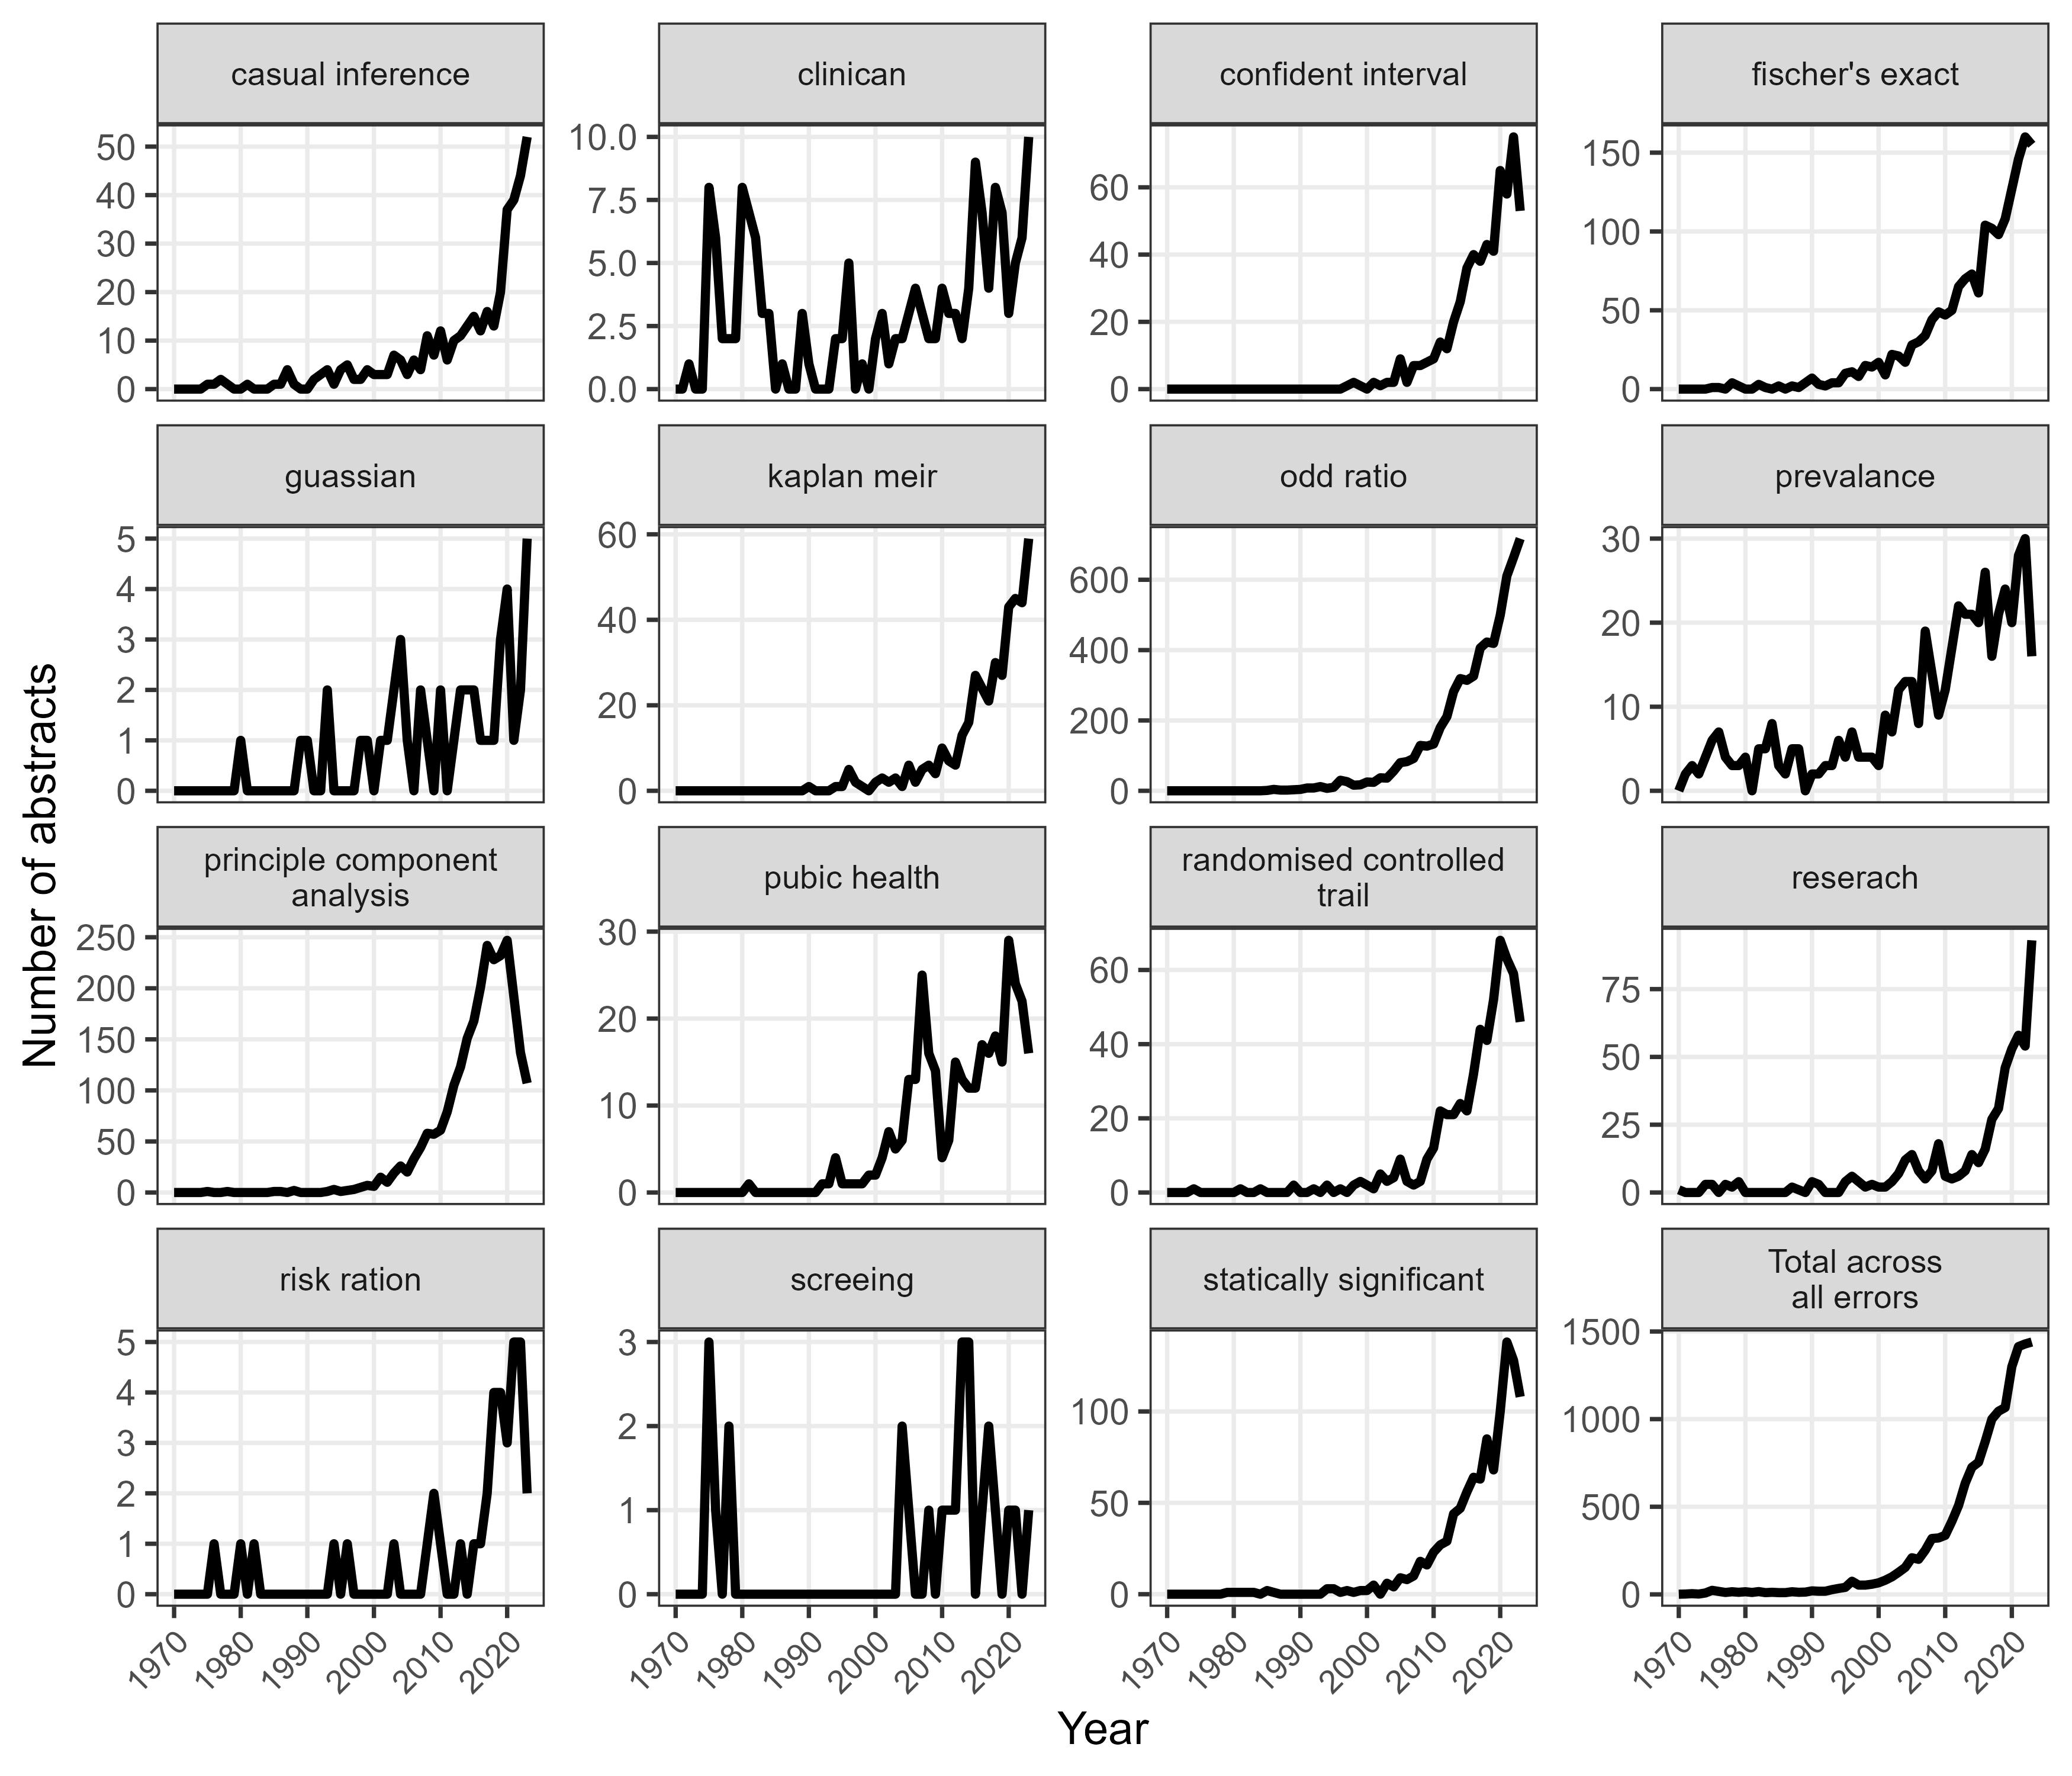 casual inference
clinican
confident interval
fischer's exact
50
40
30
20
10
0
10.0
7.5
5.0
2.5
0.0
60
40
20
0
150
100
50
0
guassian
kaplan meir
odd ratio
prevalance
5
4
3
2
1
0
60
40
20
0
600
400
200
0
30
20
10
0
principle component
analysis
pubic health
randomised controlled
trail
reserach
250
200
150
100
50
0
30
20
10
0
60
40
20
0
75
50
25
0
risk ration
screeing
statically significant
Total across
all errors
5
4
3
2
1
0
3
2
1
0
100
50
0
1500
1000
500
0
1970 1980 1990 2000 2010 2020
1970 1980 1990 2000 2010 2020
1970 1980 1990 2000 2010 2020
1970 1980 1990 2000 2010 2020
Year
Number of abstracts